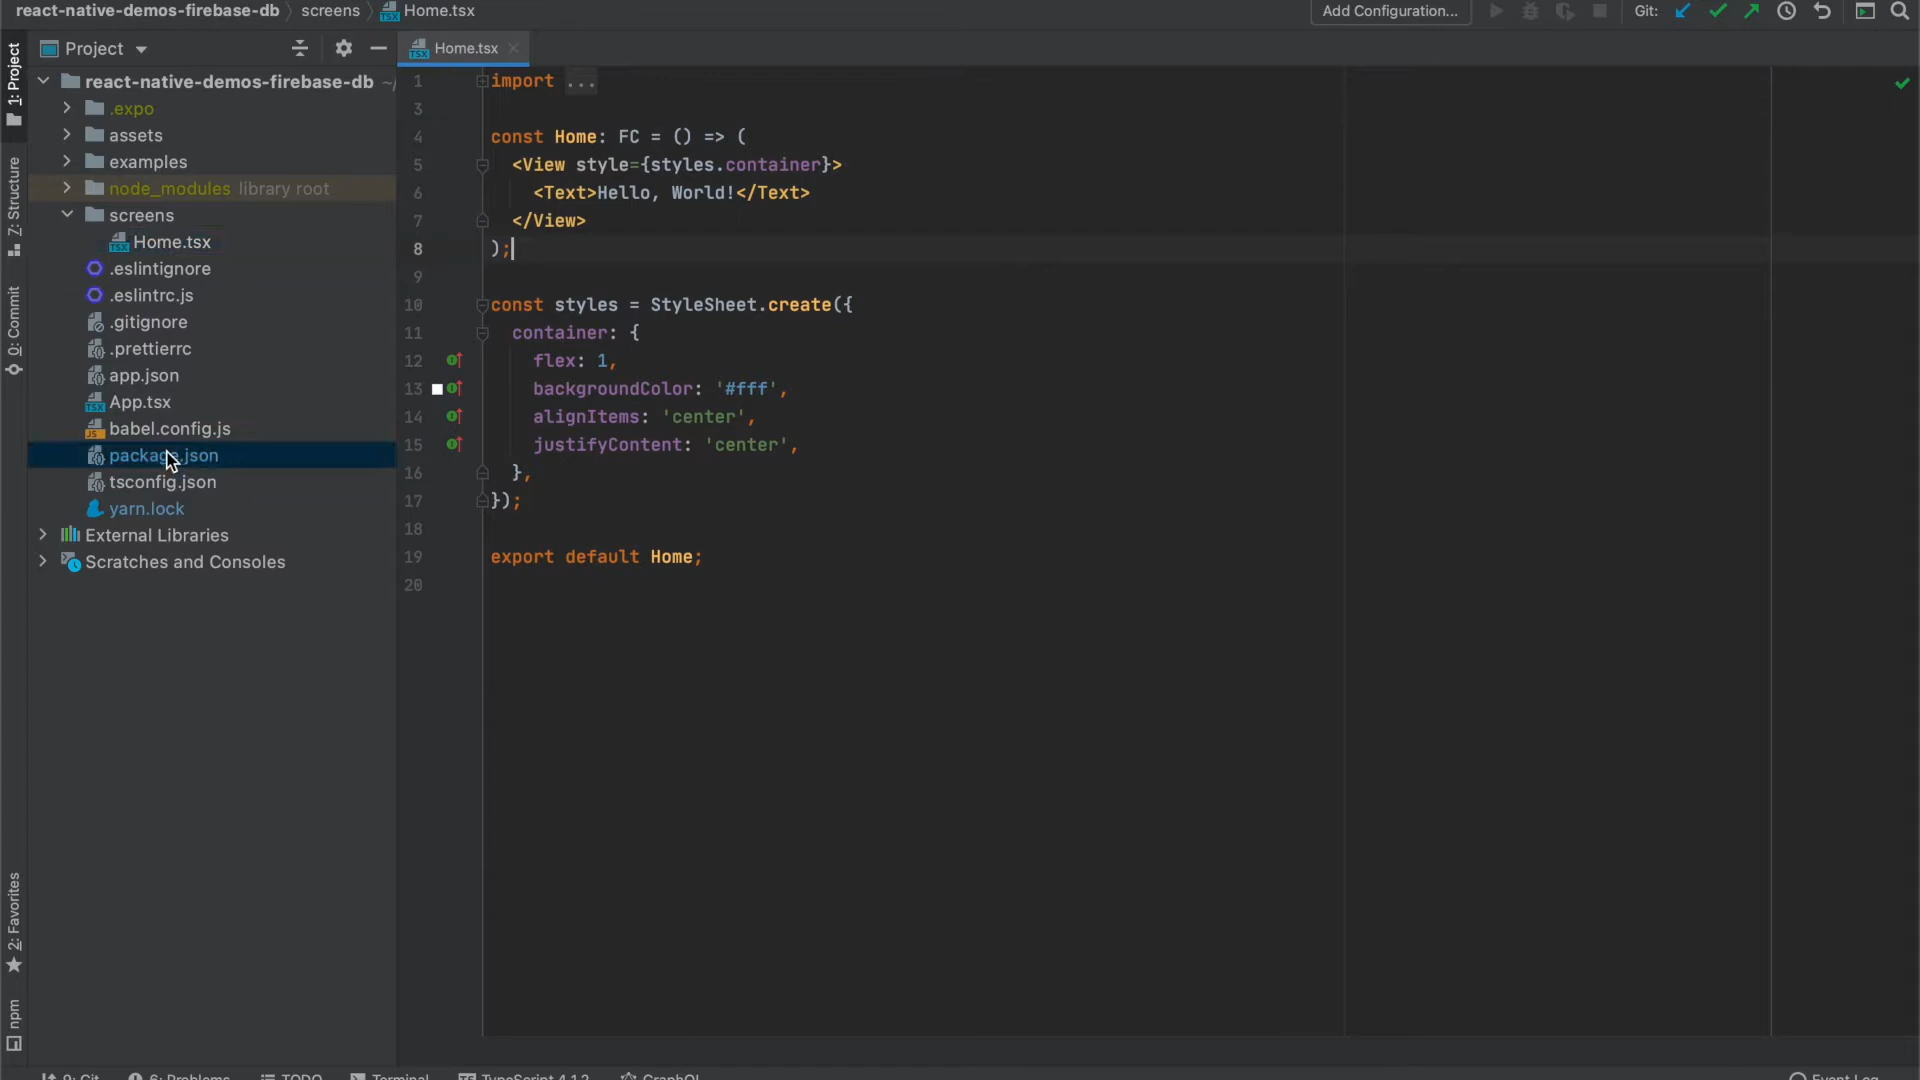 react-native-demos-firebase-db
screens
Home.tsx
Add Configuration...
Git:
1: Project
Z: Structure
0: Commit
2: Favorites
npm
Project
react-native-demos-firebase-db ~/
.expo
assets
examples
node_modules library root
screens
Home.tsx
.eslintignore
.eslintrc.js
.gitignore
.prettierrc
app.json
App.tsx
babel.config.js
package.json
tsconfig.json
yarn.lock
External Libraries
Scratches and Consoles
Home.tsx
1 import ...
3
4 const Home: FC = () => (
5 <View style={styles.container}>
6 <Text>Hello, World!</Text>
7 </View>
8 );
9
10 const styles = StyleSheet.create({
11 container: {
12 flex: 1,
13 backgroundColor: '#fff',
14 alignItems: 'center',
15 justifyContent: 'center',
16 },
17 });
18
19 export default Home;
20
9: Git
6: Problems
TODO
Terminal
TypeScript 4.1.2
GraphQL
Event Log